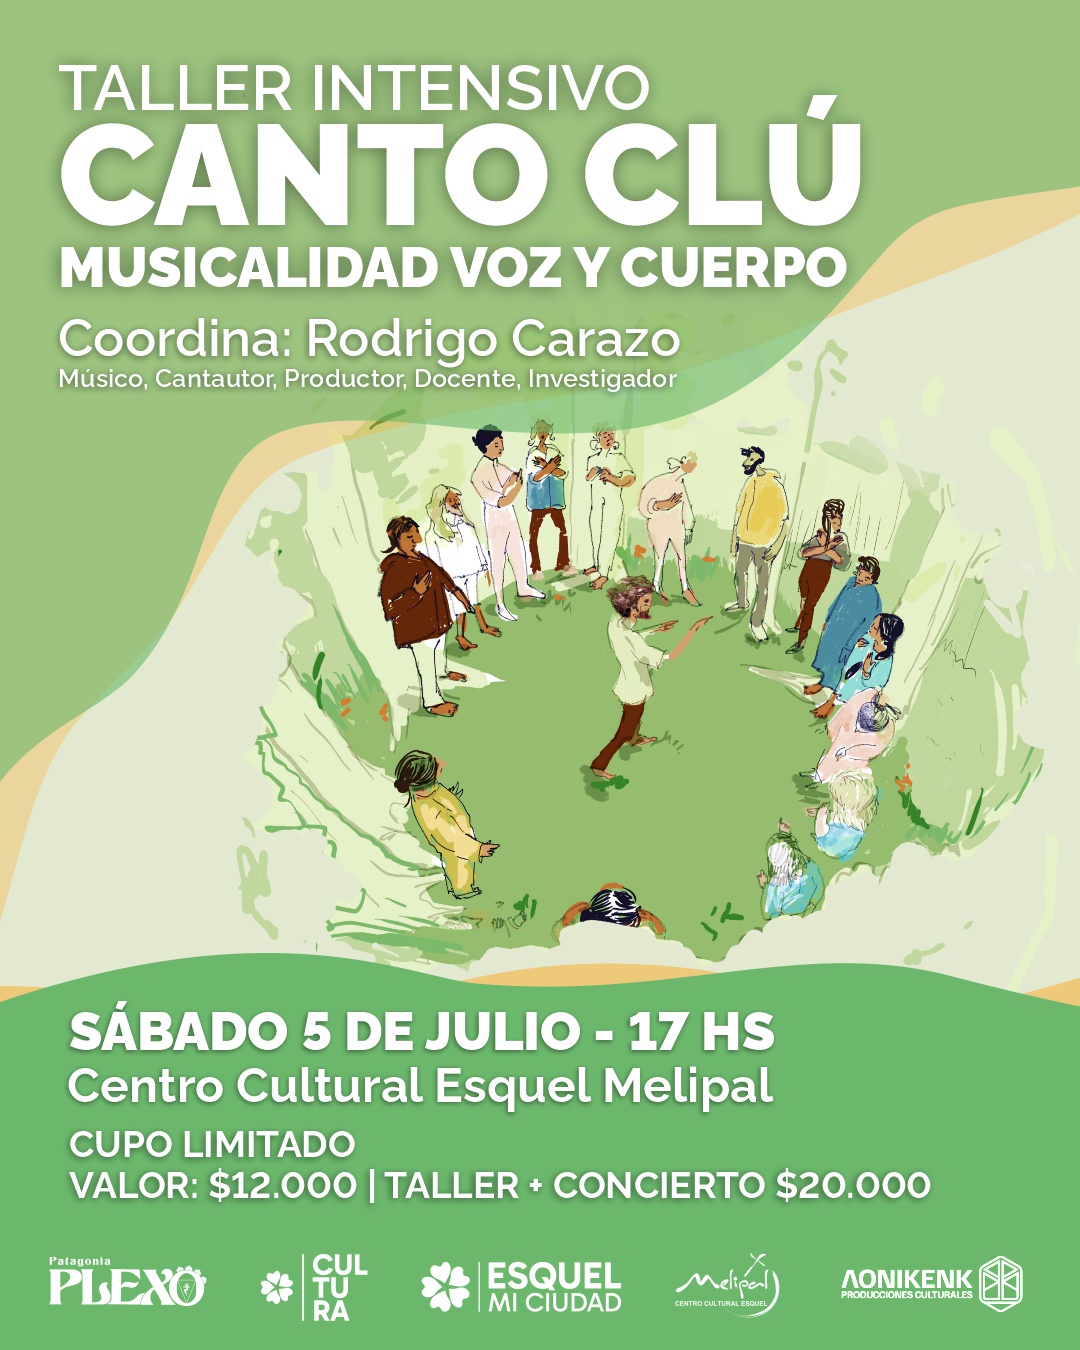 TALLER INTENSIVO
CANTO CLÚ
MUSICALIDAD VOZ Y CUERPO
Coordina: Rodrigo Carazo
Músico, Cantautor, Productor, Docente, Investigador
SÁBADO 5 DE JULIO - 17 HS
Centro Cultural Esquel Melipal
CUPO LIMITADO
VALOR: $12.000 | TALLER + CONCIERTO $20.000
Patagonia
PLEXO
CUL
TU
RA
ESQUEL
MI CIUDAD
Melipal
CENTRO CULTURAL ESQUEL
AONIKENK
PRODUCCIONES CULTURALES